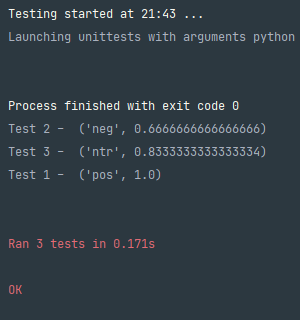 Testing started at 21:43 ...
Launching unittests with arguments python
Process finished with exit code 0
Test 2 – ('neg', 0.6666666666666666)
Test 3 – ('ntr', 0.8333333333333334)
Test 1 – ('pos', 1.0)
Ran 3 tests in 0.171s
OK